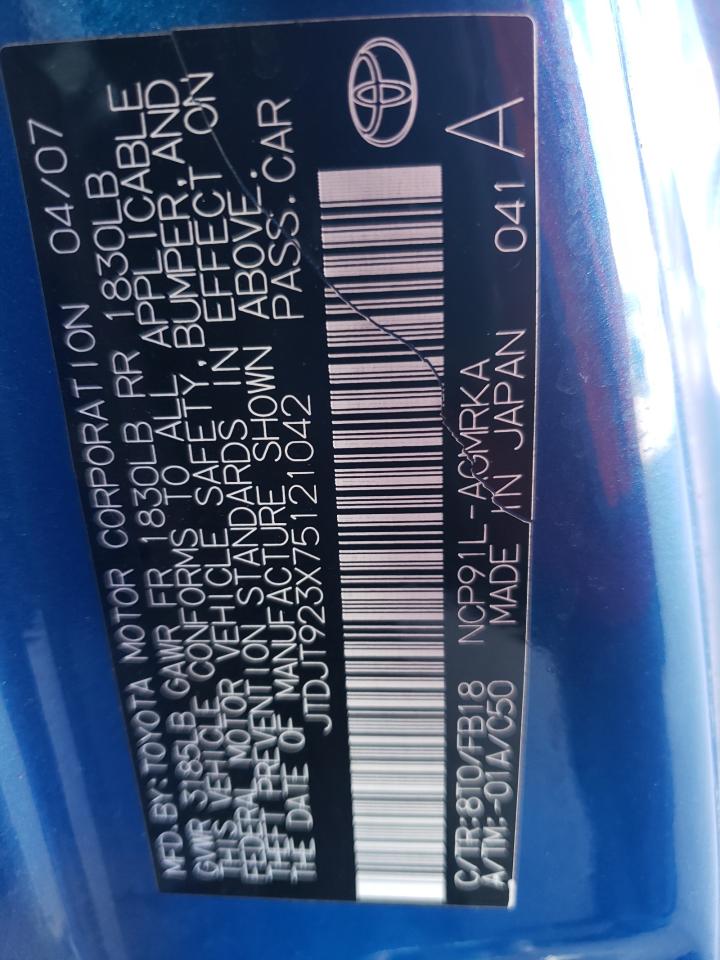 MFD.BY:TOYOTA MOTOR CORPORATION 04/07
GVWR 3185LB GAWR FR 1830LB RR 1830LB
THIS VEHICLE CONFORMS TO ALL APPLICABLE
FEDERAL MOTOR VEHICLE SAFETY,BUMPER,AND
THEFT PREVENTION STANDARDS IN EFFECT ON
THE DATE OF MANUFACTURE SHOWN ABOVE.
JTDJT923X75121042 PASS.CAR
C/TR:8T0/FB18 NCP91L-AGMRKA
A/TM:-01A/C50 MADE IN JAPAN 041 A